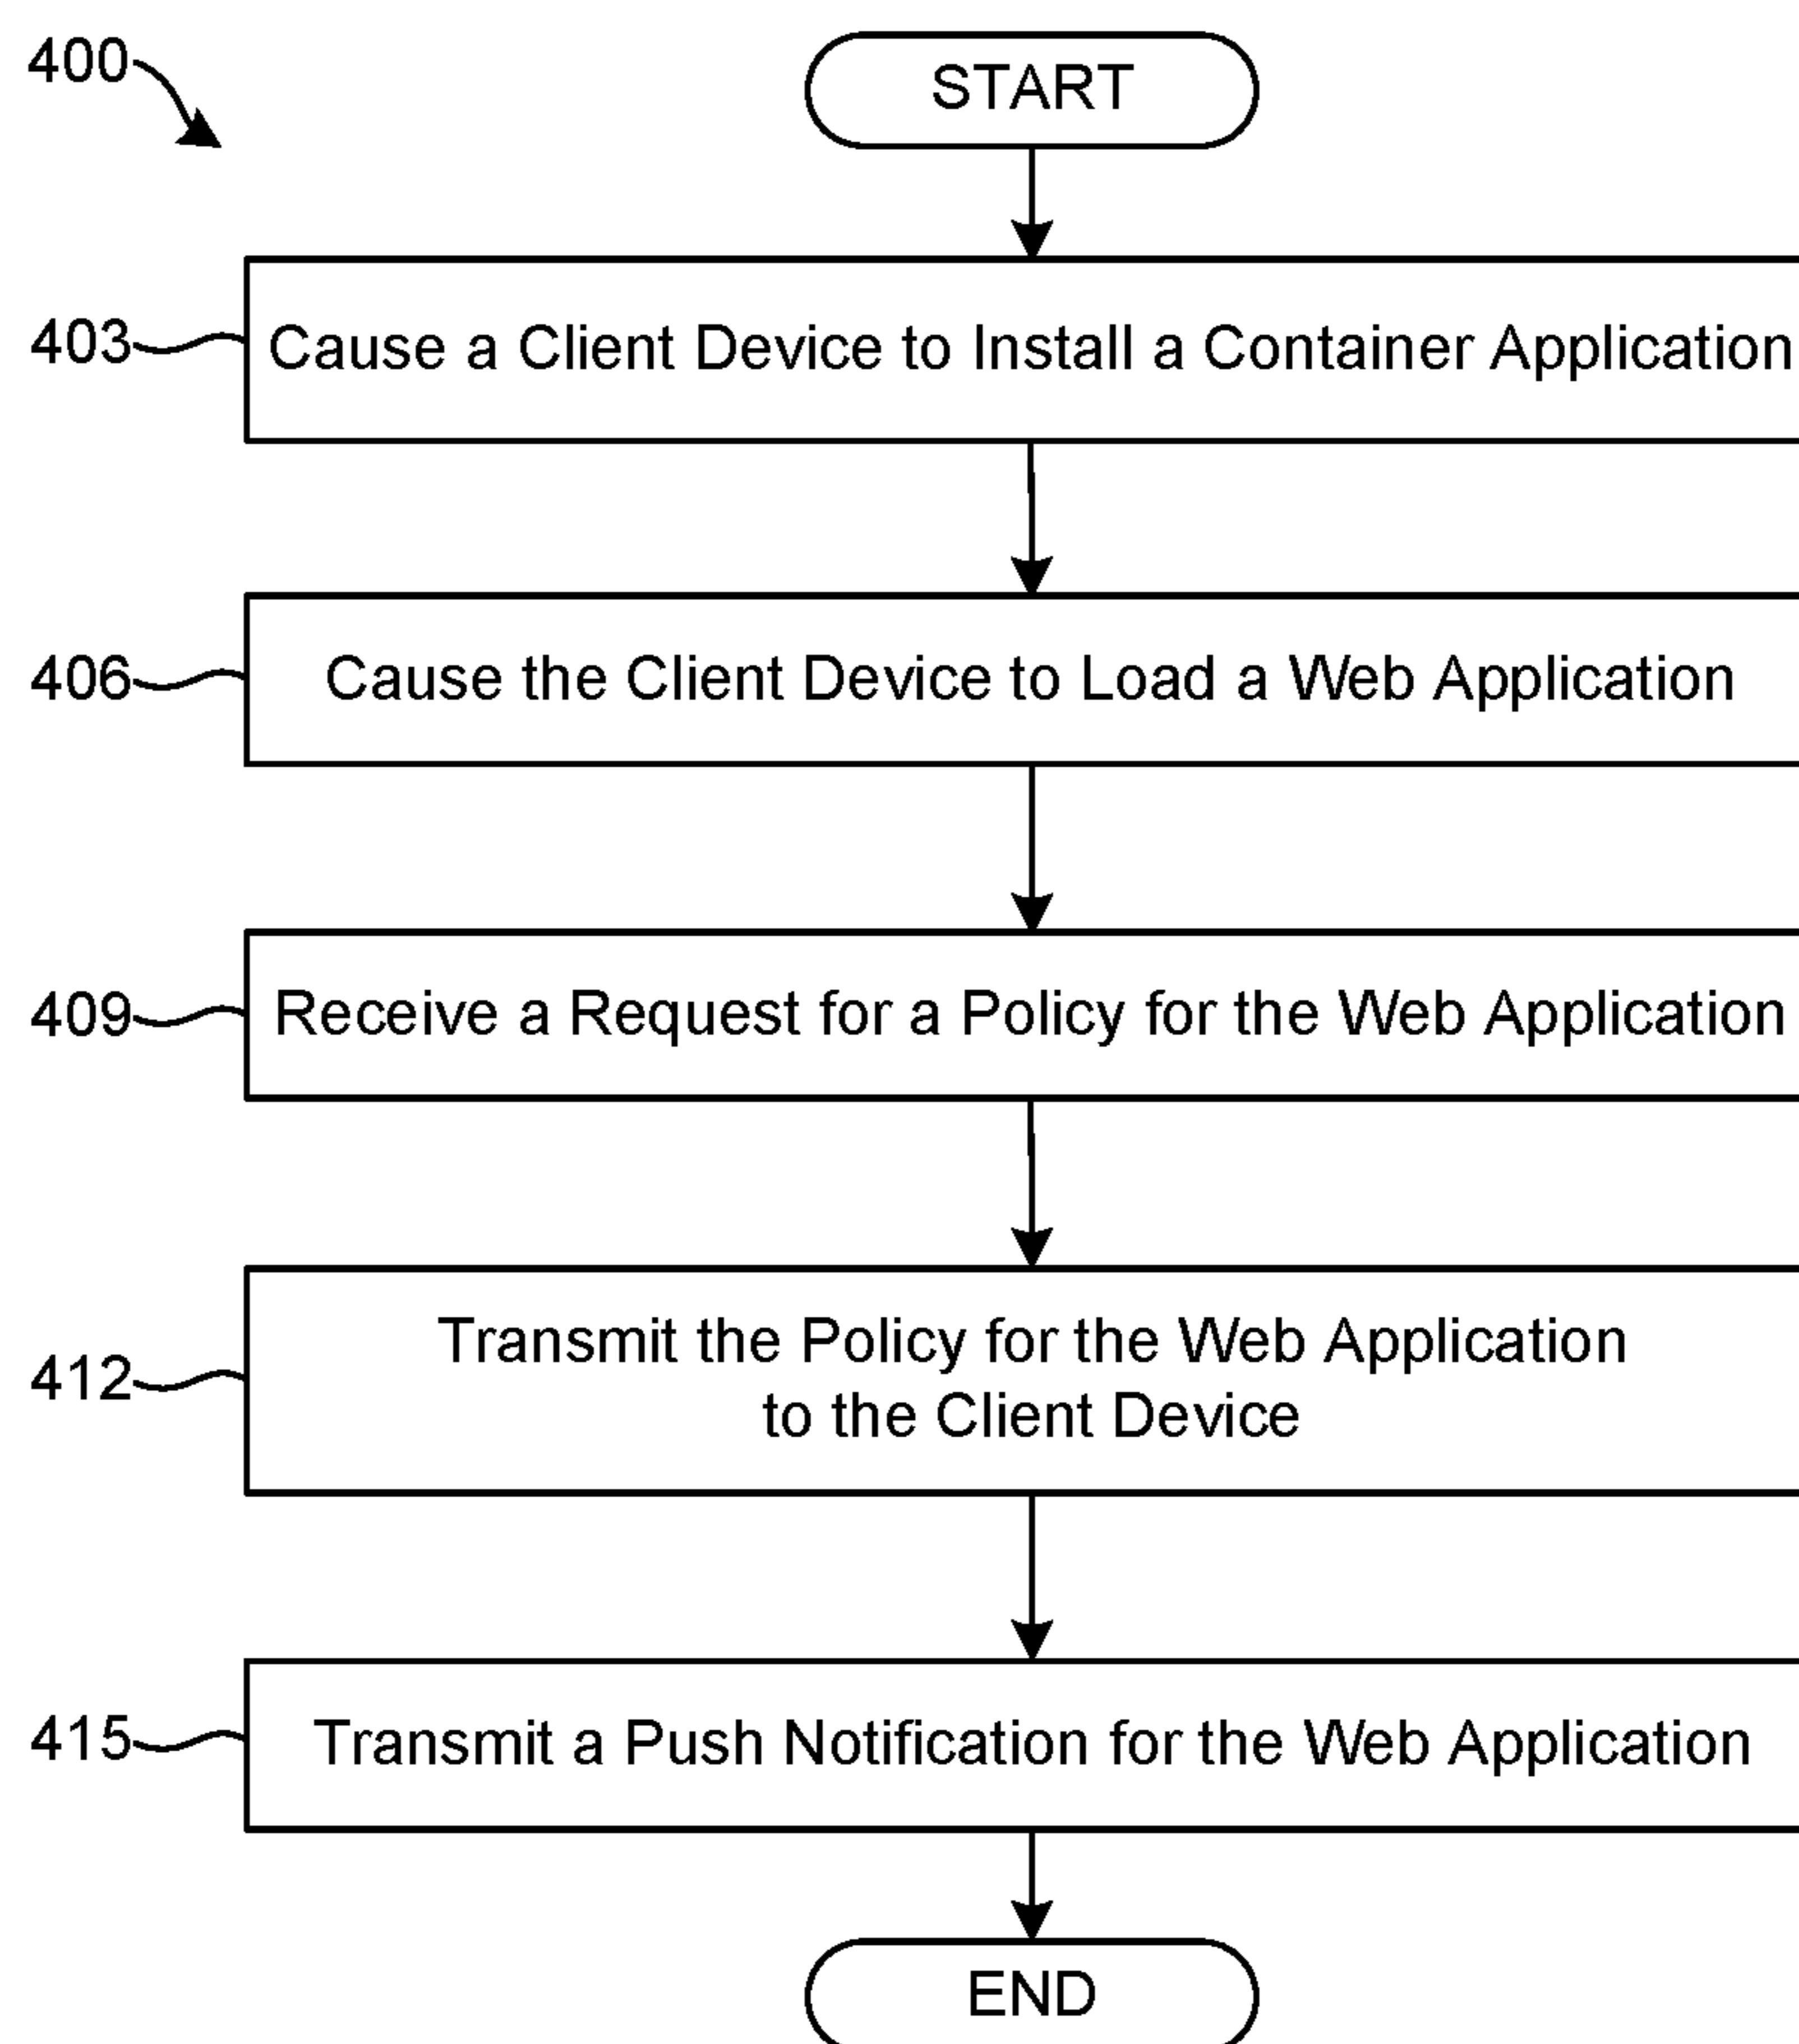 400
START
403
Cause a Client Device to Install a Container Application
406
Cause the Client Device to Load a Web Application
409
Receive a Request for a Policy for the Web Application
412
Transmit the Policy for the Web Application
to the Client Device
415
Transmit a Push Notification for the Web Application
END